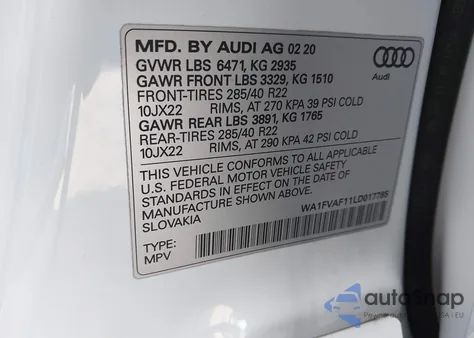 MFD. BY AUDI AG 02 20
GVWR LBS 6471, KG 2935
GAWR FRONT LBS 3329, KG 1510
FRONT-TIRES 285/40 R22
10JX22 RIMS, AT 270 KPA 39 PSI COLD
GAWR REAR LBS 3891, KG 1765
REAR-TIRES 285/40 R22
10JX22 RIMS, AT 290 KPA 42 PSI COLD
Audi
THIS VEHICLE CONFORMS TO ALL APPLICABLE
U.S. FEDERAL MOTOR VEHICLE SAFETY
STANDARDS IN EFFECT ON THE DATE OF
MANUFACTURE SHOWN ABOVE.
SLOVAKIA
WA1FVAF11LD017785
TYPE:
MPV
autoSnap